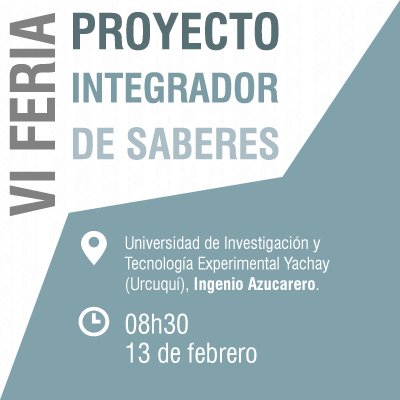 VI FERIA
PROYECTO
INTEGRADOR
DE SABERES
Universidad de Investigación y
Tecnología Experimental Yachay
(Urcuquí), Ingenio Azucarero.
08h30
13 de febrero